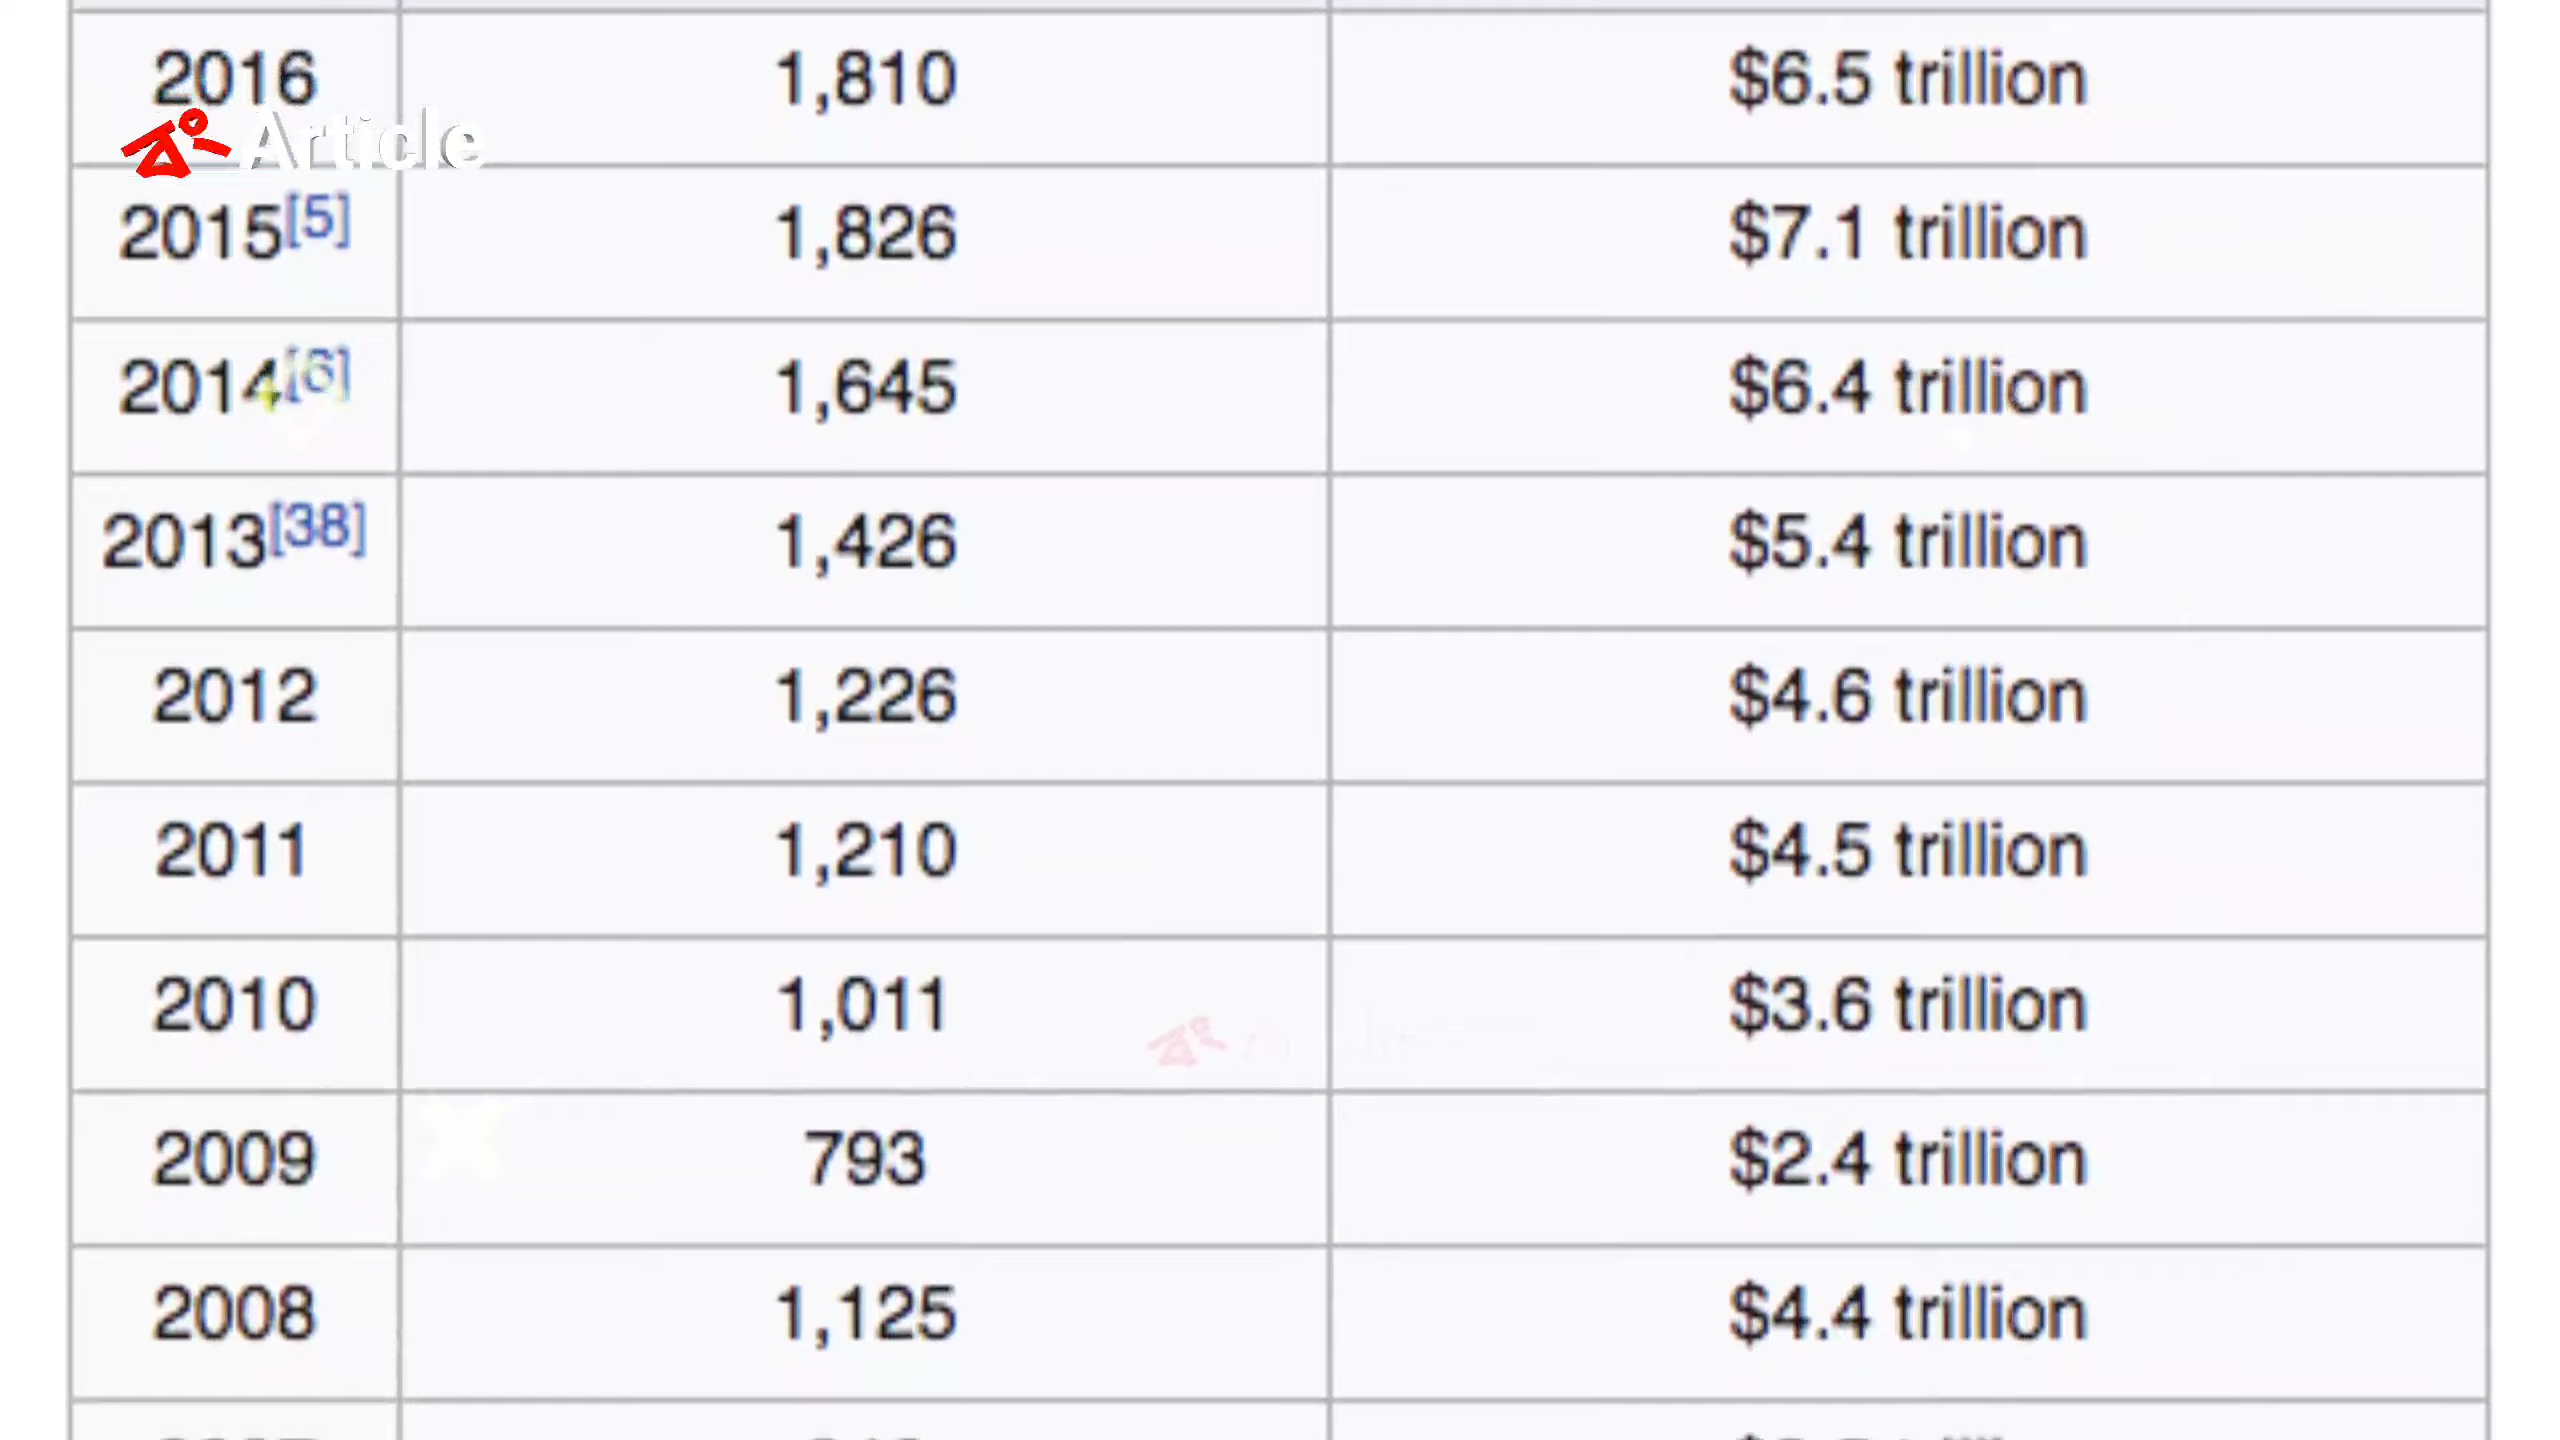 2016 1,810 $6.5 trillion
Article
2015[5] 1,826 $7.1 trillion
2014[6] 1,645 $6.4 trillion
2013[38] 1,426 $5.4 trillion
2012 1,226 $4.6 trillion
2011 1,210 $4.5 trillion
2010 1,011 $3.6 trillion
2009 793 $2.4 trillion
2008 1,125 $4.4 trillion